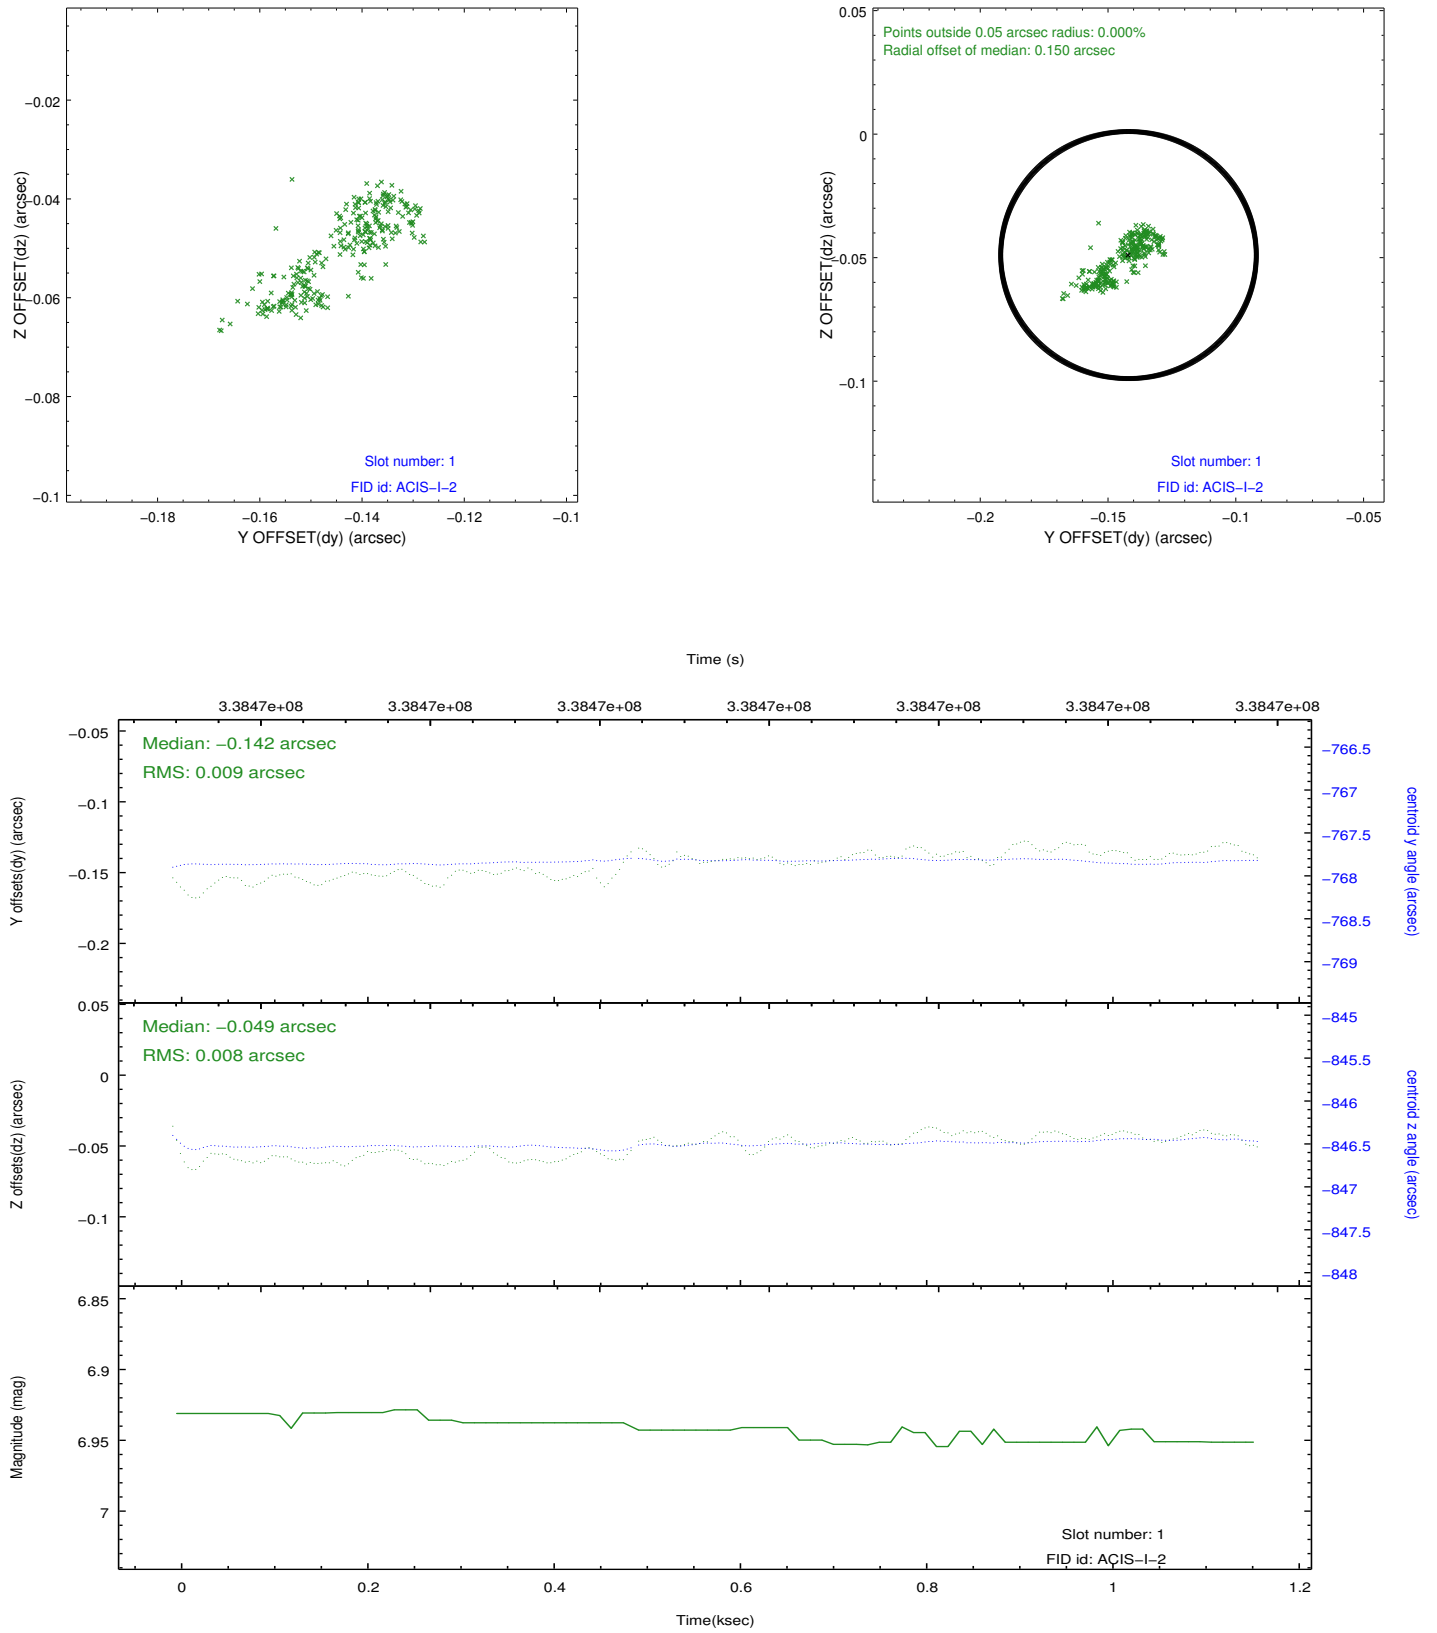 −0.02
−0.04
−0.06
−0.08
−0.1
Z OFFSET(dz) (arcsec)
Slot number: 1
FID id: ACIS−I−2
−0.18
−0.16
−0.14
−0.12
−0.1
Y OFFSET(dy) (arcsec)
0.05
0
−0.05
−0.1
Z OFFSET(dz) (arcsec)
Points outside 0.05 arcsec radius: 0.000%
Radial offset of median: 0.150 arcsec
Slot number: 1
FID id: ACIS−I−2
−0.2
−0.15
−0.1
−0.05
Y OFFSET(dy) (arcsec)
Time (s)
3.3847e+08
3.3847e+08
3.3847e+08
3.3847e+08
3.3847e+08
3.3847e+08
3.3847e+08
−0.05
−0.1
−0.15
−0.2
Y offsets(dy) (arcsec)
Median: −0.142 arcsec
RMS: 0.009 arcsec
−766.5
−767
−767.5
−768
−768.5
−769
centroid y angle (arcsec)
0.05
0
−0.05
−0.1
Z offsets(dz) (arcsec)
Median: −0.049 arcsec
RMS: 0.008 arcsec
−845
−845.5
−846
−846.5
−847
−847.5
−848
centroid z angle (arcsec)
6.85
6.9
6.95
7
Magnitude (mag)
Slot number: 1
FID id: ACIS−I−2
0
0.2
0.4
0.6
0.8
1
1.2
Time(ksec)